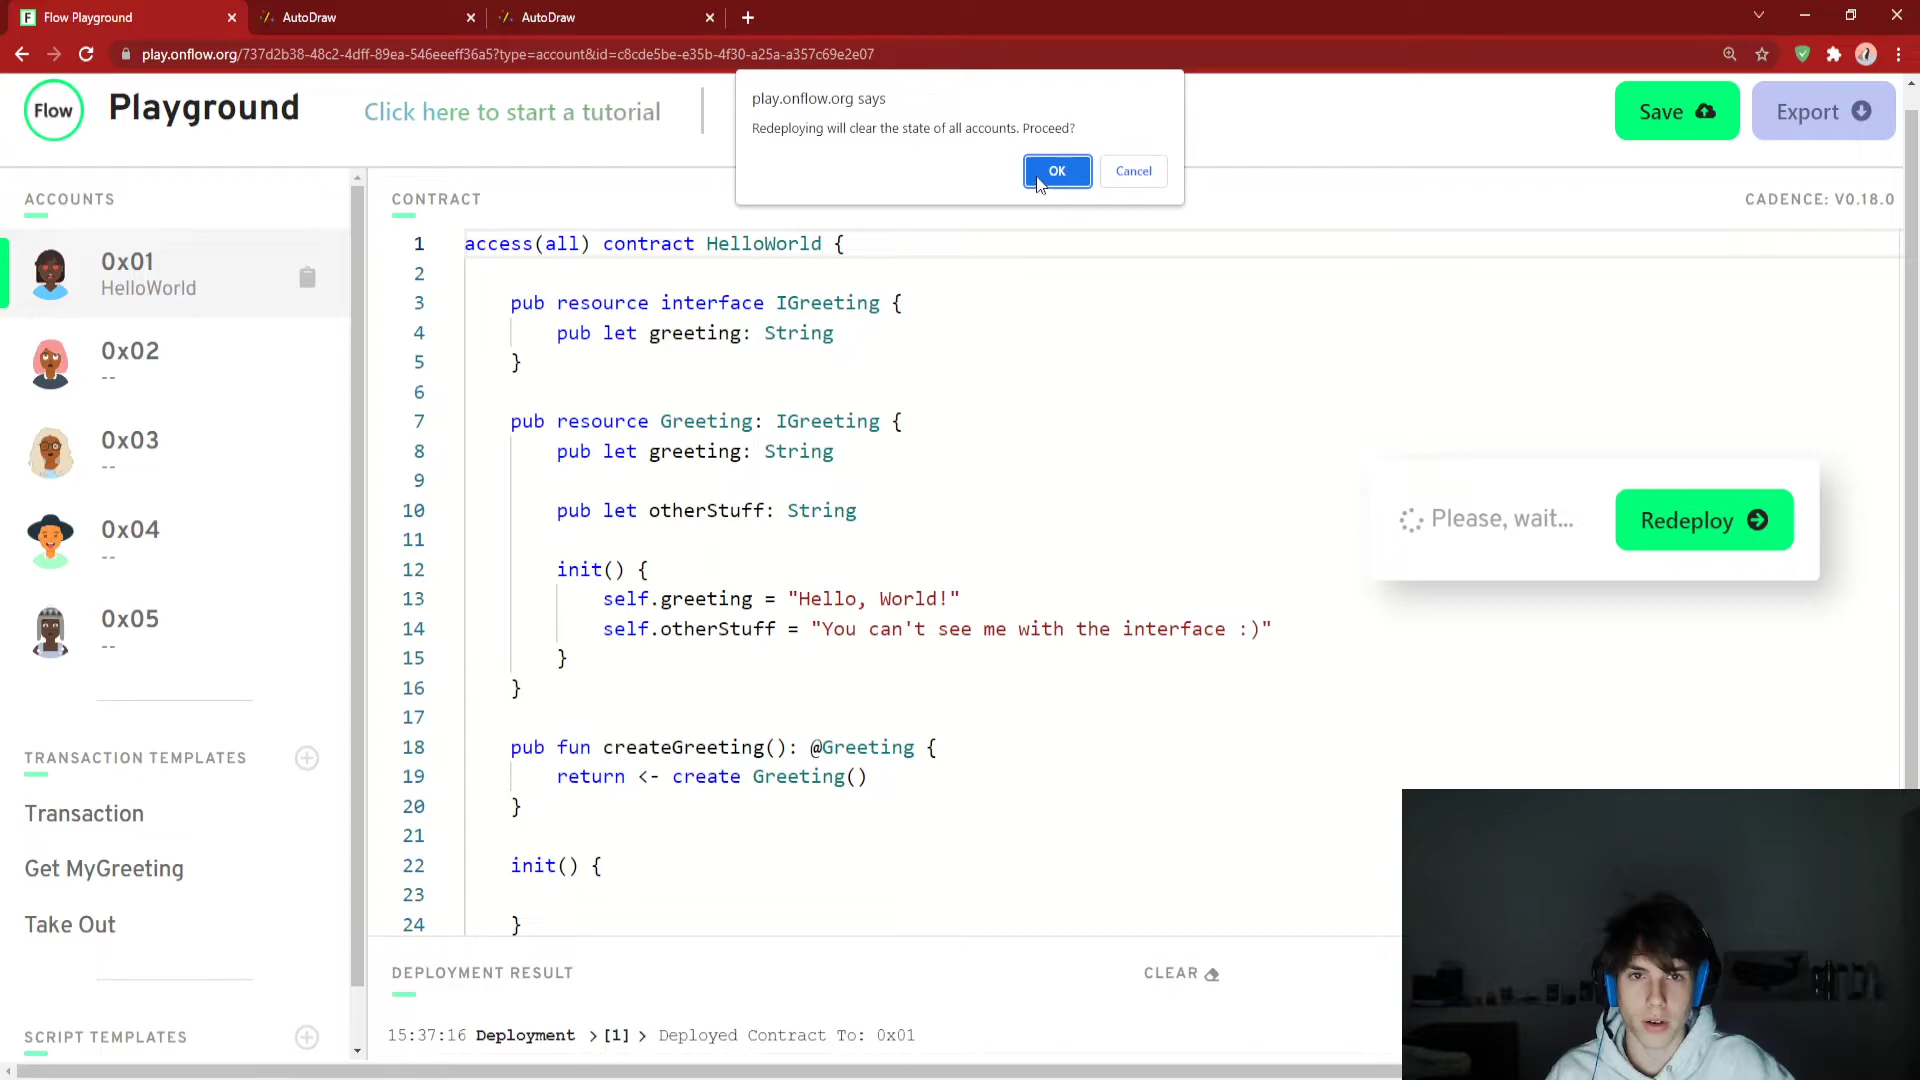 Flow Playground
AutoDraw
AutoDraw
play.onflow.org/737d2b38-48c2-4dff-89ea-546eeeff36a5?type=account&id=c8cde5be-e35b-4f30-a25a-a357c69e2e07
Flow
Playground
Click here to start a tutorial
play.onflow.org says
Redeploying will clear the state of all accounts. Proceed?
OK
Cancel
Save
Export
ACCOUNTS
0x01
HelloWorld
0x02
--
0x03
--
0x04
--
0x05
--
TRANSACTION TEMPLATES
Transaction
Get MyGreeting
Take Out
SCRIPT TEMPLATES
CONTRACT
CADENCE: V0.18.0
1 access(all) contract HelloWorld {
2
3 pub resource interface IGreeting {
4 pub let greeting: String
5 }
6
7 pub resource Greeting: IGreeting {
8 pub let greeting: String
9
10 pub let otherStuff: String
11
12 init() {
13 self.greeting = "Hello, World!"
14 self.otherStuff = "You can't see me with the interface :)"
15 }
16 }
17
18 pub fun createGreeting(): @Greeting {
19 return <- create Greeting()
20 }
21
22 init() {
23
24 }
Please, wait...
Redeploy
DEPLOYMENT RESULT
CLEAR
15:37:16 Deployment >[1] > Deployed Contract To: 0x01